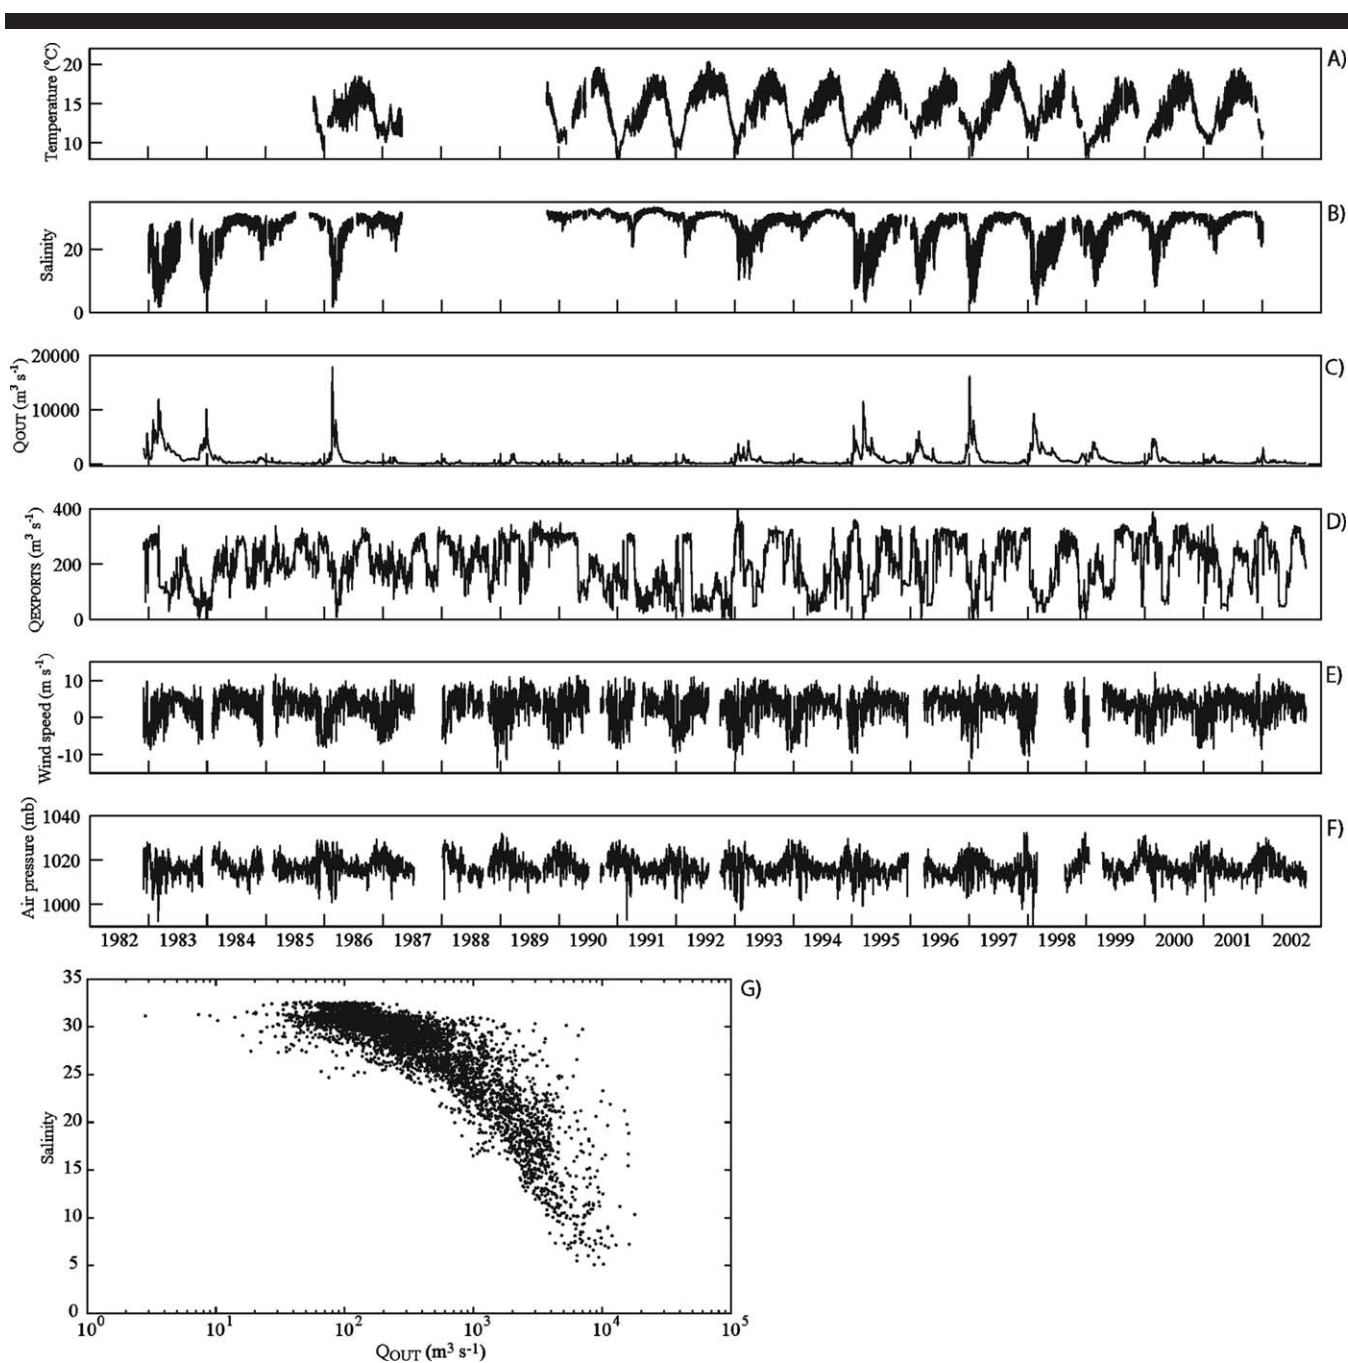 A)
Temperature (°C)
20
15
10
B)
Salinity
20
0
C)
QOUT (m³ s⁻¹)
20000
10000
0
D)
QEXPORTS (m³ s⁻¹)
400
200
0
E)
Wind speed (m s⁻¹)
10
0
-10
F)
Air pressure (mb)
1040
1020
1000
1982 1983 1984 1985 1986 1987 1988 1989 1990 1991 1992 1993 1994 1995 1996 1997 1998 1999 2000 2001 2002
G)
Salinity
35
30
25
20
15
10
5
0
10⁰ 10¹ 10² 10³ 10⁴ 10⁵
QOUT (m³ s⁻¹)